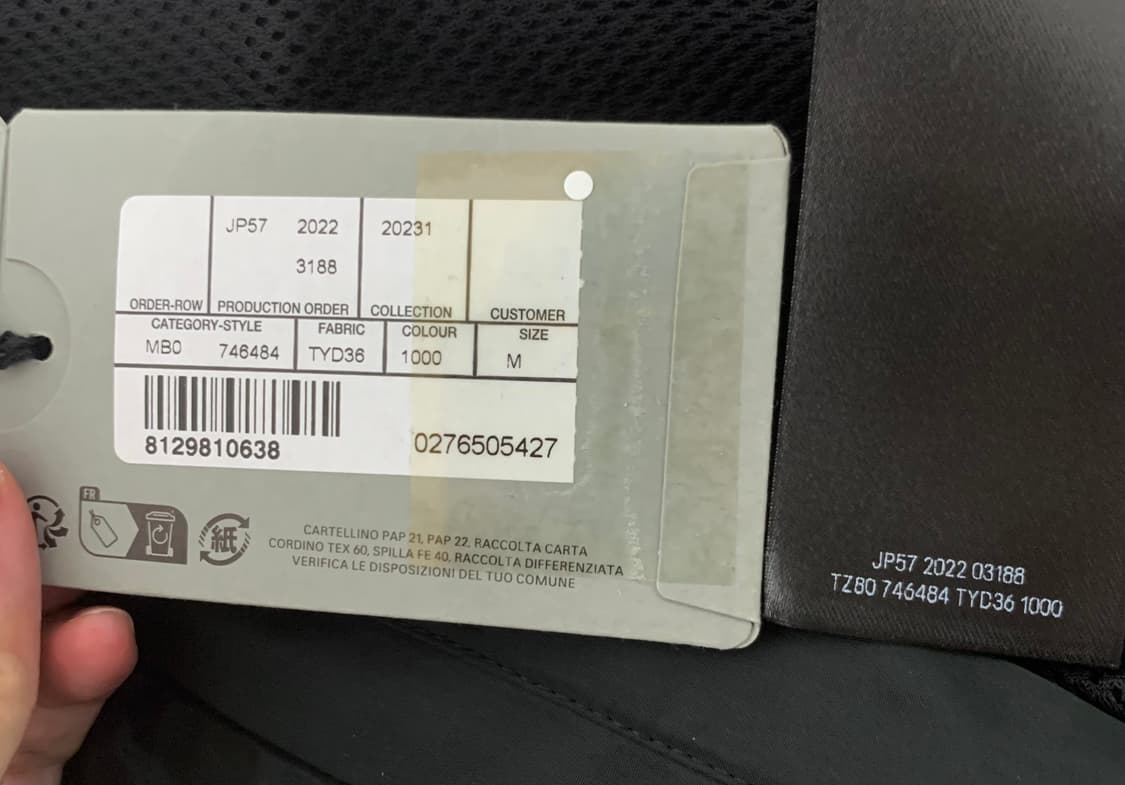 JP57 2022 20231
3188
ORDER-ROW PRODUCTION ORDER COLLECTION CUSTOMER
CATEGORY-STYLE FABRIC COLOUR SIZE
MB0 746484 TYD36 1000 M
8129810638 0276505427
FR
紙
CARTELLINO PAP 21, PAP 22, RACCOLTA CARTA
CORDINO TEX 60, SPILLA FE 40, RACCOLTA DIFFERENZIATA
VERIFICA LE DISPOSIZIONI DEL TUO COMUNE
JP57 2022 03188
TZ80 746484 TYD36 1000